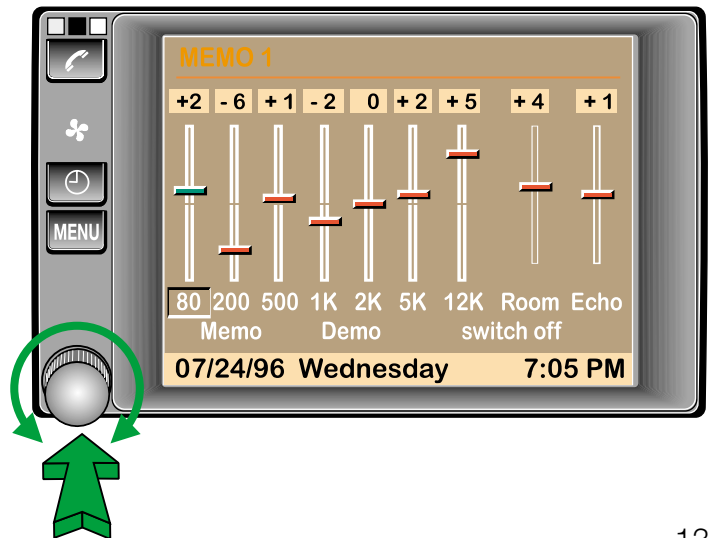 MEMO 1
+2 - 6 + 1 - 2 0 + 2 + 5 + 4 + 1
MENU
80 200 500 1K 2K 5K 12K Room Echo
Memo Demo switch off
07/24/96 Wednesday 7:05 PM